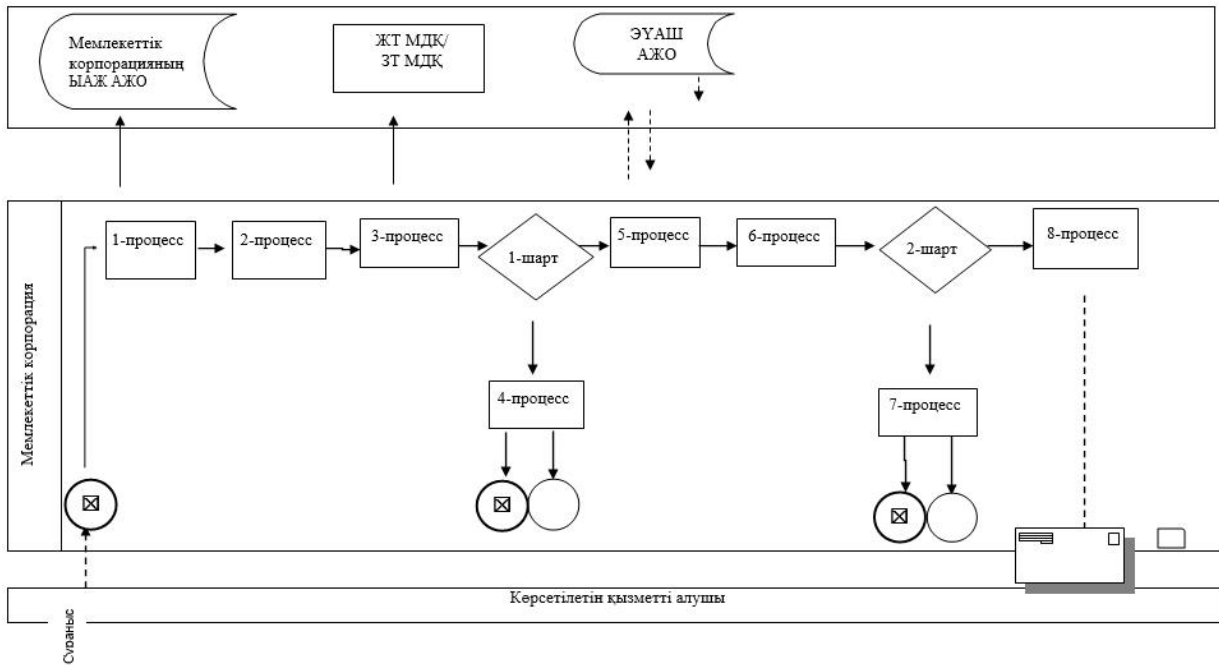 Мемлекеттік
корпорацияның
ЫАЖ АЖО
ЖТ МДҚ/
ЗТ МДҚ
ЭҮАШ
АЖО
Мемлекеттік корпорация
1-процесс
2-процесс
3-процесс
1-шарт
5-процесс
6-процесс
2-шарт
8-процесс
4-процесс
7-процесс
Көрсетілетін қызметті алушы
Сұраныс